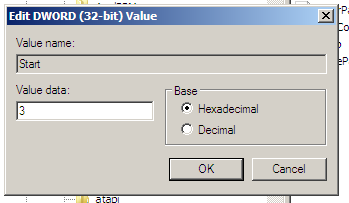 Edit DWORD (32-bit) Value
Value name:
Start
Value data:
3
Base
Hexadecimal
Decimal
OK
Cancel
atapi